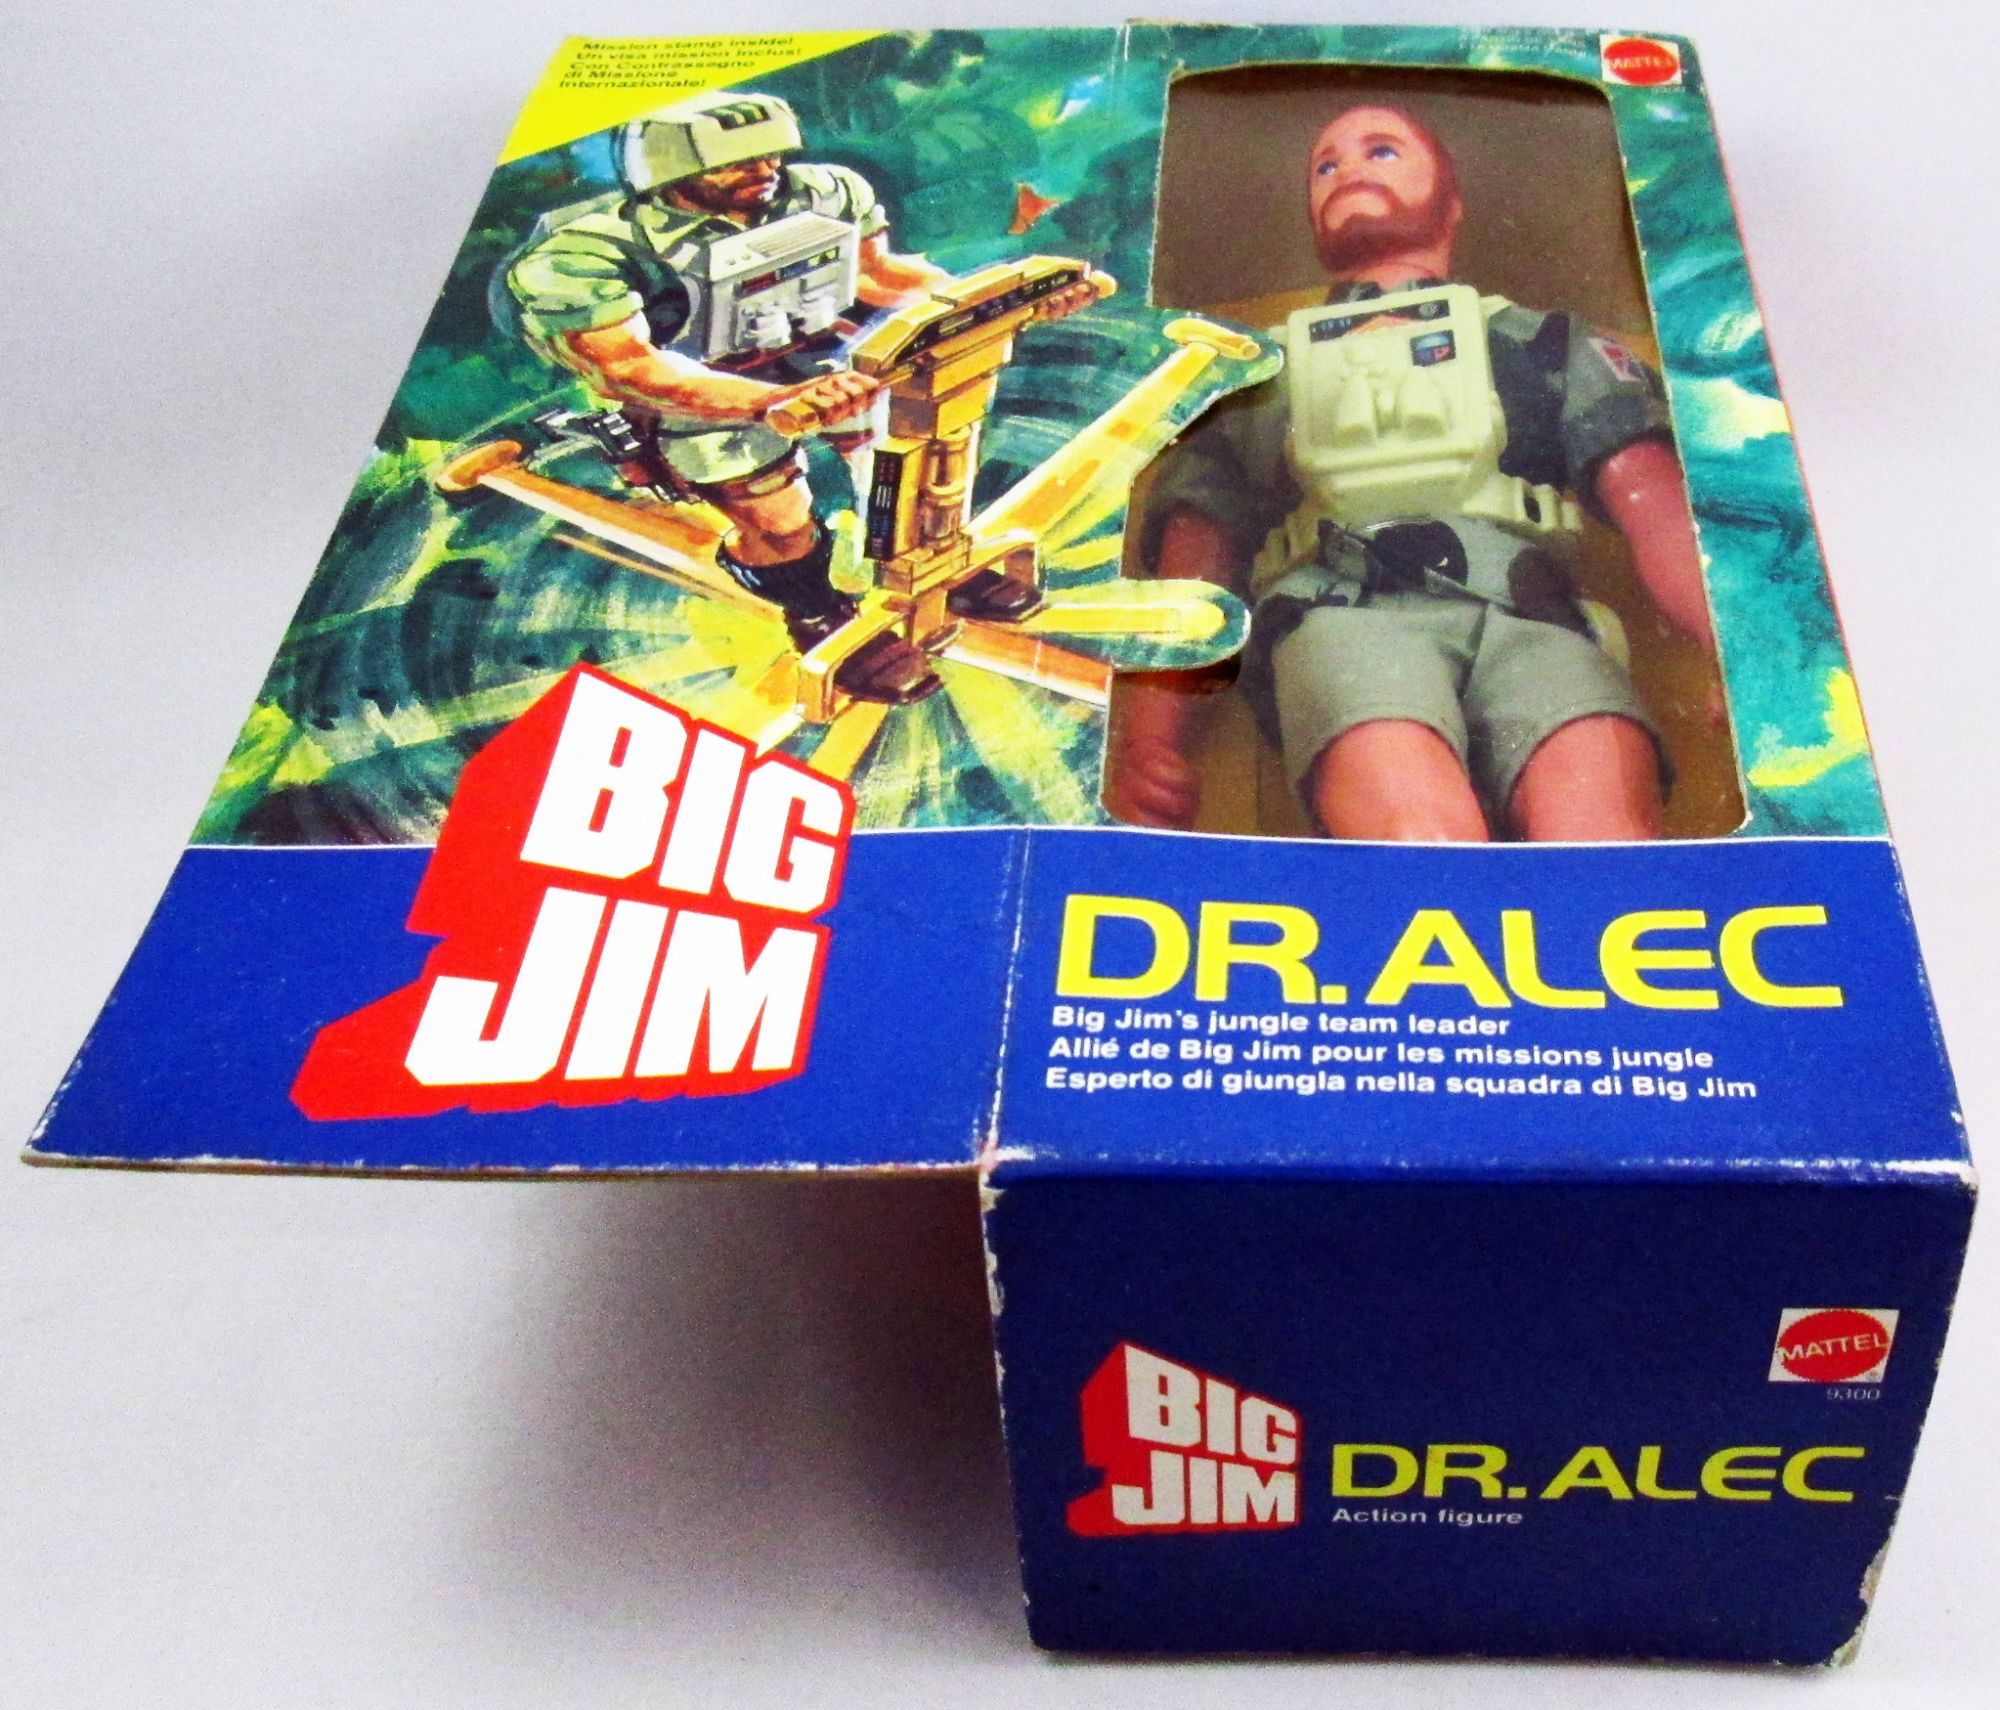 Mission stamp inside!
Un visa mission inclus!
Con Contrassegno
di Missione
Internazionale!
MATTEL
BIG
JIM
DR. ALEC
Big Jim's jungle team leader
Allié de Big Jim pour les missions jungle
Esperto di giungla nella squadra di Big Jim
MATTEL
9300
BIG
JIM
DR. ALEC
Action figure